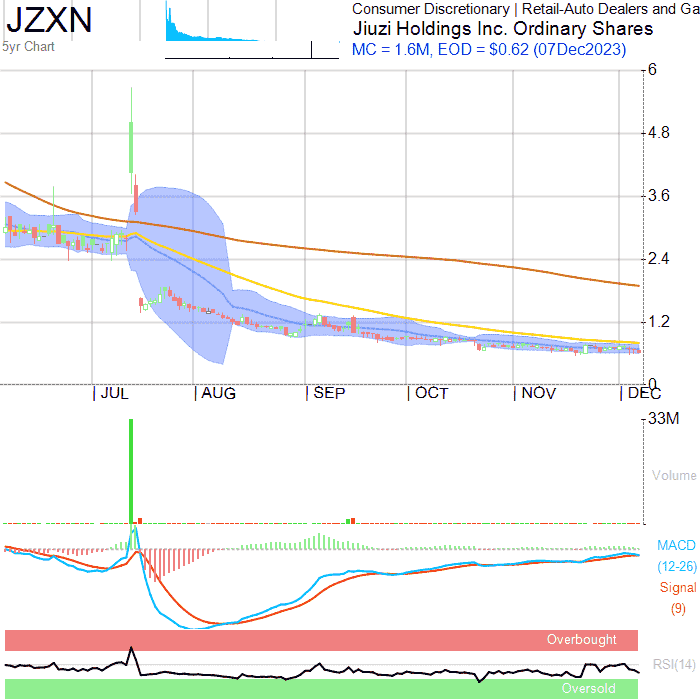 JZXN
5yr Chart
Consumer Discretionary | Retail-Auto Dealers and Ga
Jiuzi Holdings Inc. Ordinary Shares
MC = 1.6M, EOD = $0.62 (07Dec2023)
6
4.8
3.6
2.4
1.2
0
JUL
AUG
SEP
OCT
NOV
DEC
33M
Volume
MACD
(12-26)
Signal
(9)
Overbought
RSI(14)
Oversold